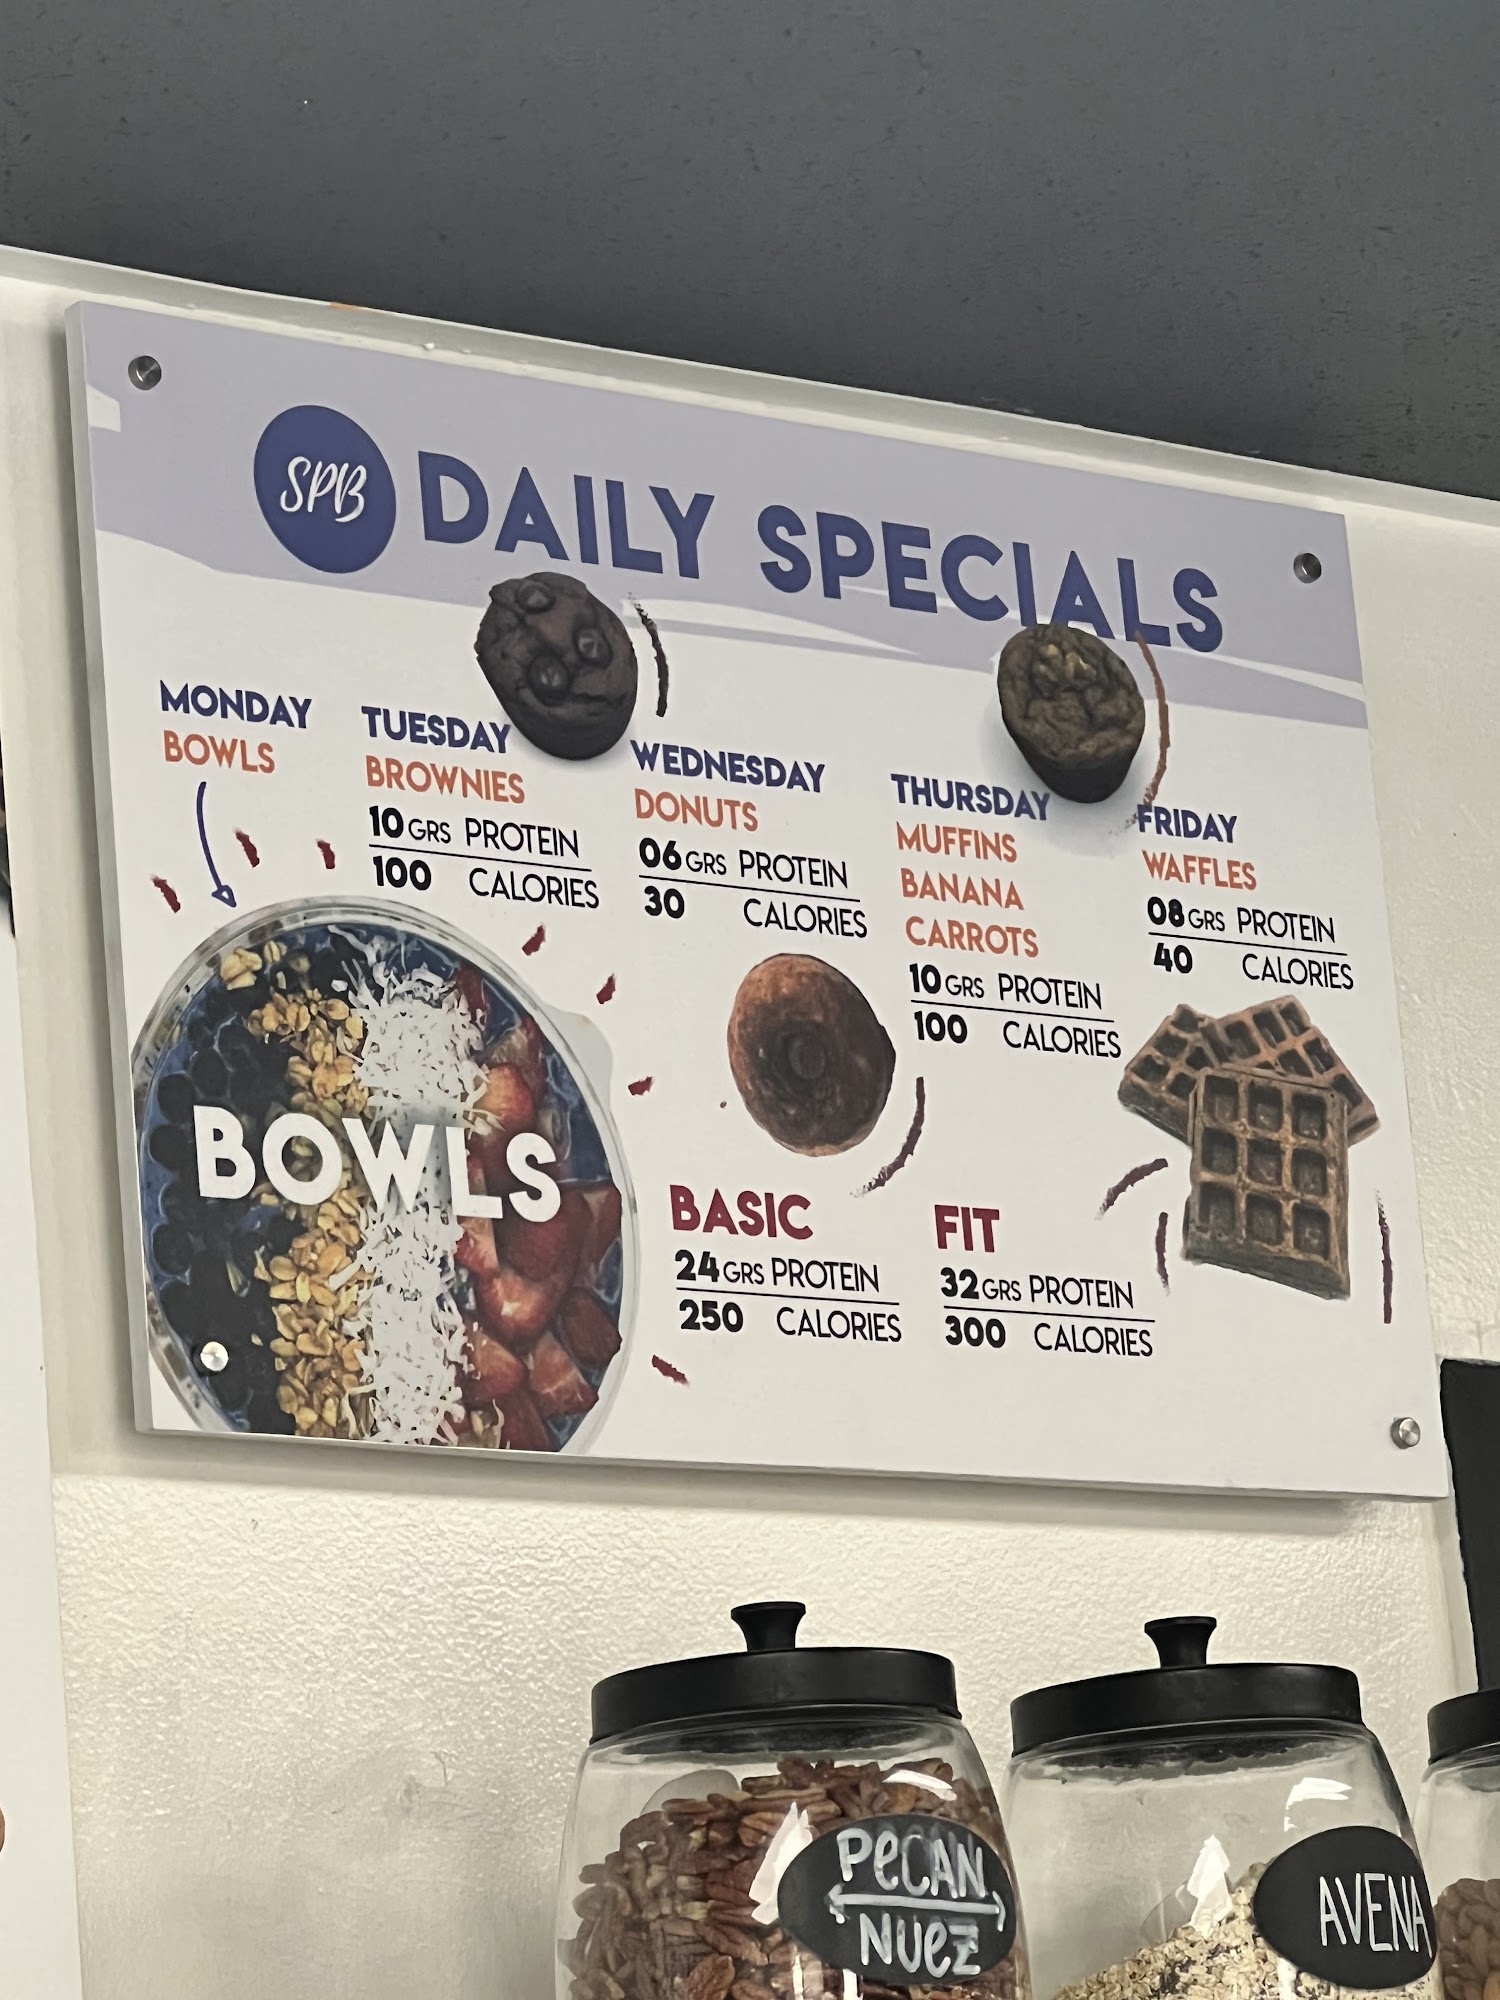 SPB DAILY SPECIALS
MONDAY
BOWLS
TUESDAY
BROWNIES
10 GRS PROTEIN
100 CALORIES
WEDNESDAY
DONUTS
06 GRS PROTEIN
30 CALORIES
THURSDAY
MUFFINS
BANANA
CARROTS
10 GRS PROTEIN
100 CALORIES
FRIDAY
WAFFLES
08 GRS PROTEIN
40 CALORIES
BOWLS
BASIC
24 GRS PROTEIN
250 CALORIES
FIT
32 GRS PROTEIN
300 CALORIES
PeCAN
NUeZ
AVENA